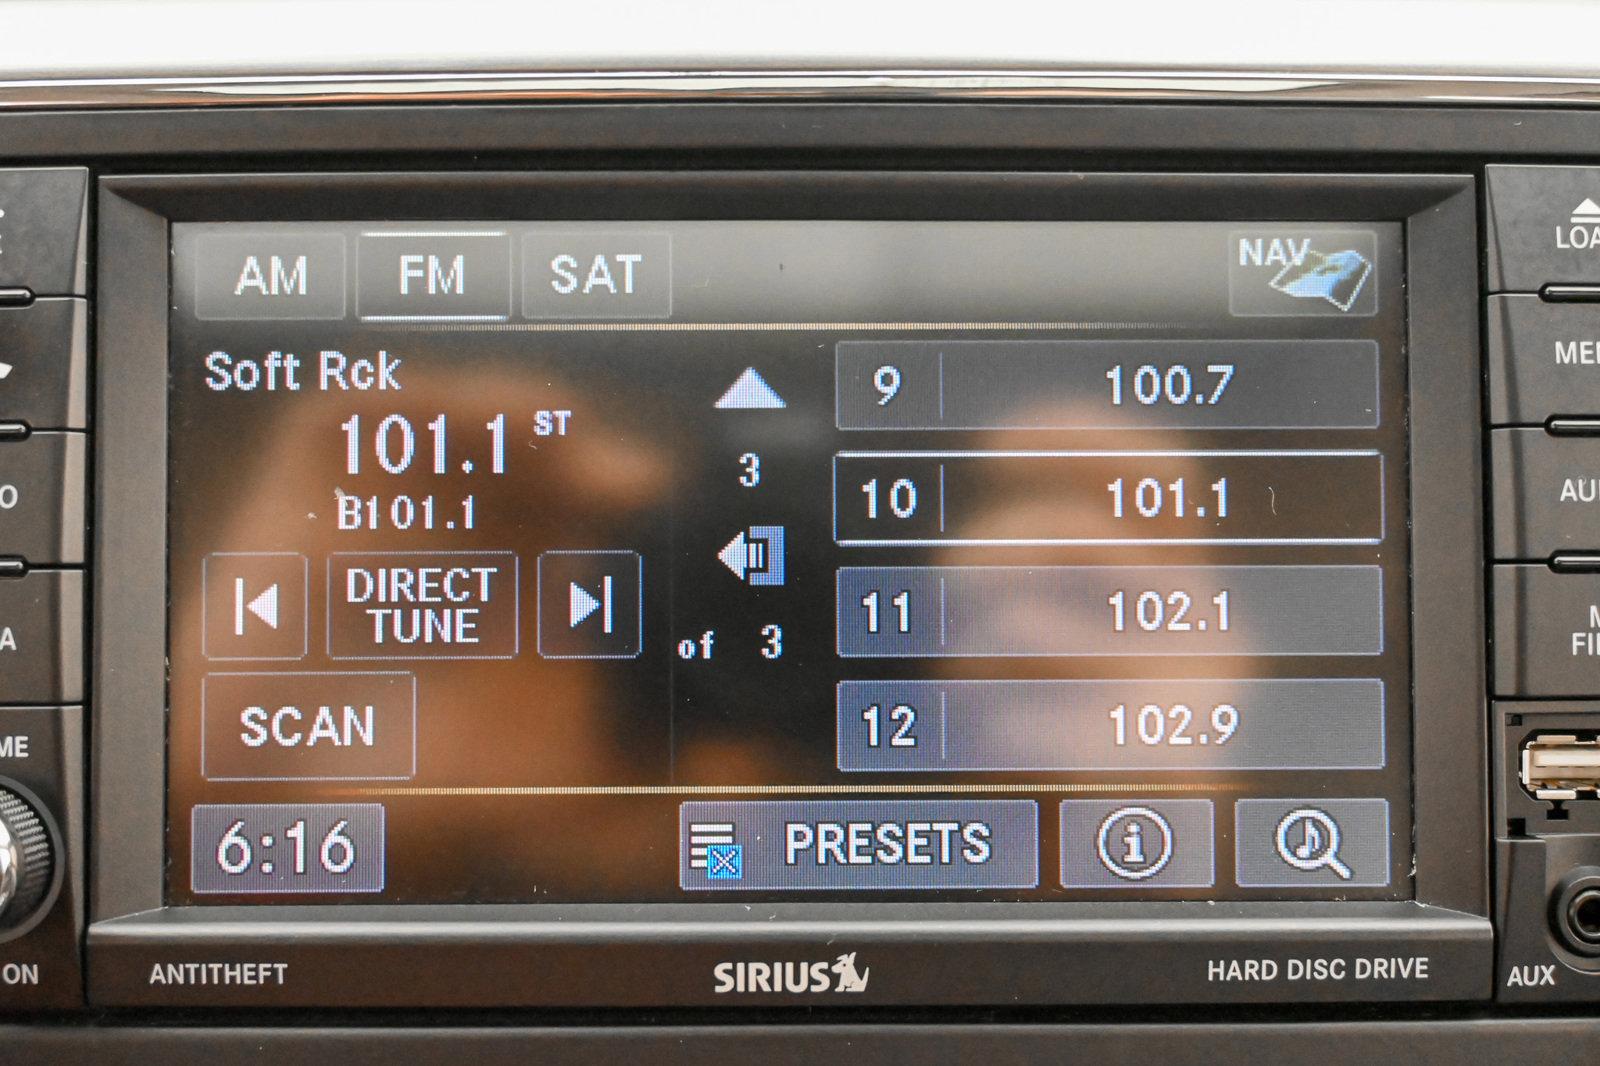 AM FM SAT NAV
Soft Rck
101.1 ST
B101.1
DIRECT
TUNE
SCAN
3
of 3
9 100.7
10 101.1
11 102.1
12 102.9
6:16 PRESETS
ANTITHEFT SIRIUS HARD DISC DRIVE
ON
AUX